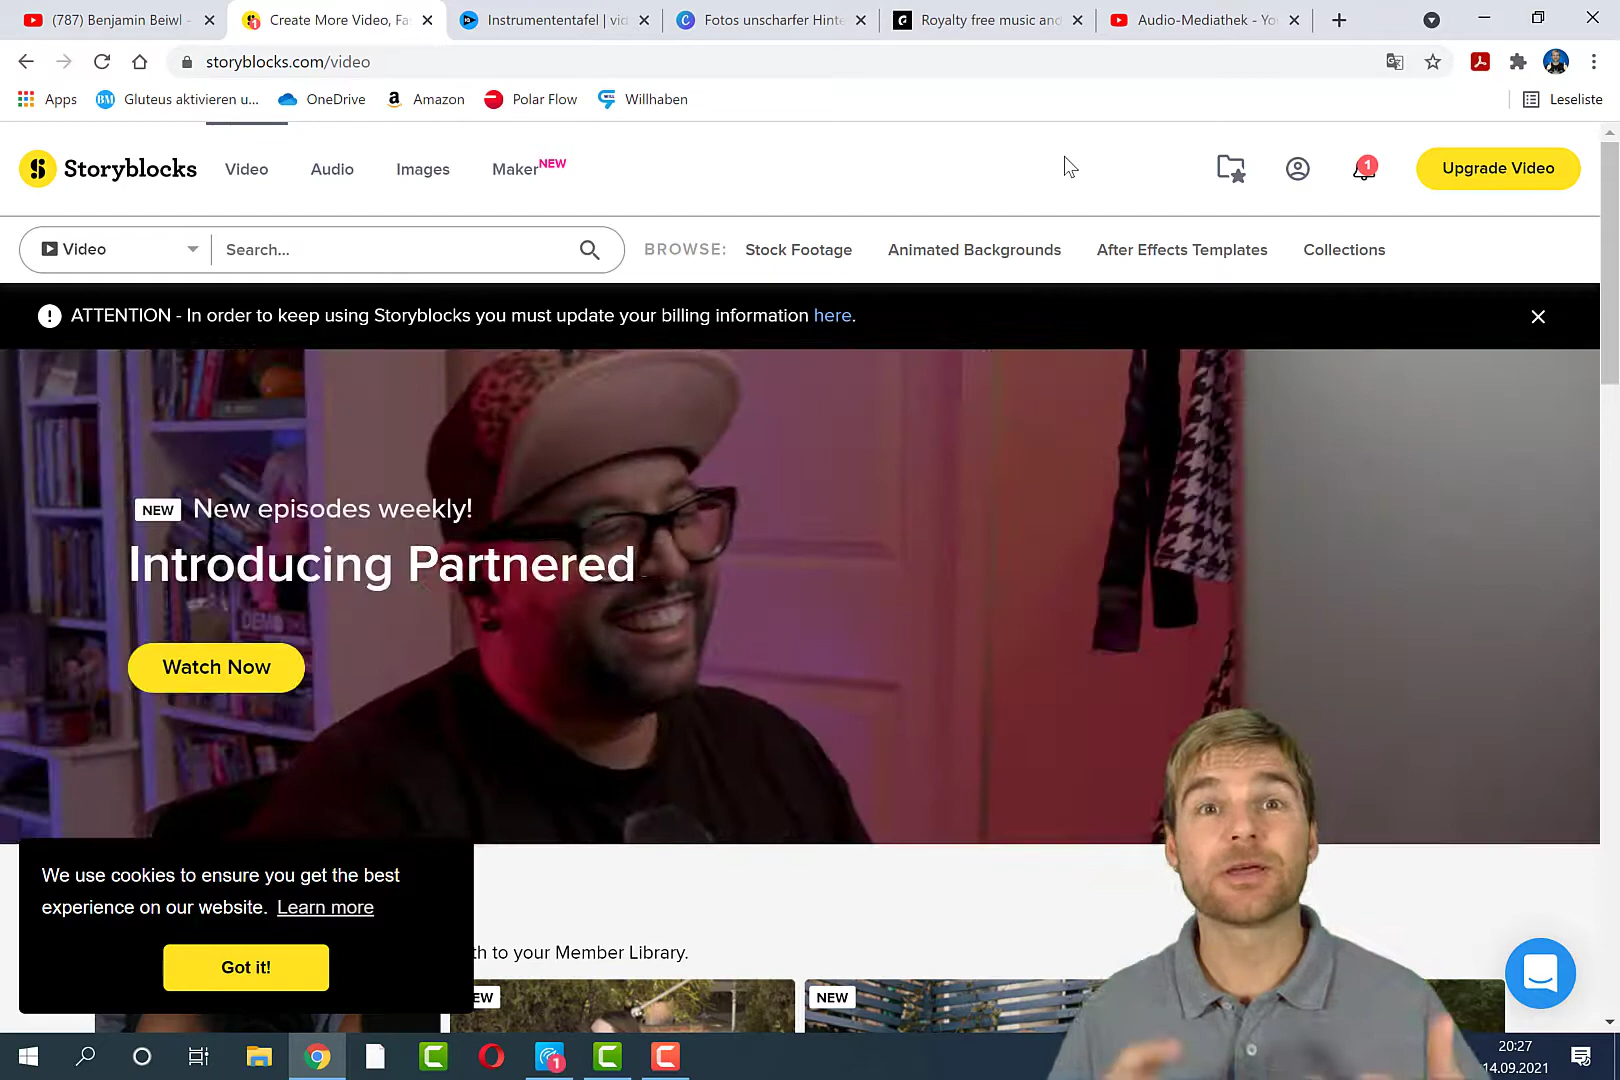 (787) Benjamin Beiwl -
Create More Video, Fa
Instrumententafel | vid
Fotos unscharfer Hinte
Royalty free music and
Audio-Mediathek - Yo
storyblocks.com/video
Apps
Gluteus aktivieren u...
OneDrive
Amazon
Polar Flow
Willhaben
Leseliste
Storyblocks
Video
Audio
Images
Maker NEW
1
Upgrade Video
Video
Search...
BROWSE:
Stock Footage
Animated Backgrounds
After Effects Templates
Collections
ATTENTION - In order to keep using Storyblocks you must update your billing information here.
NEW New episodes weekly!
Introducing Partnered
DEMO
Watch Now
We use cookies to ensure you get the best
experience on our website. Learn more
Got it!
th to your Member Library.
EW
NEW
1
20:27
14.09.2021